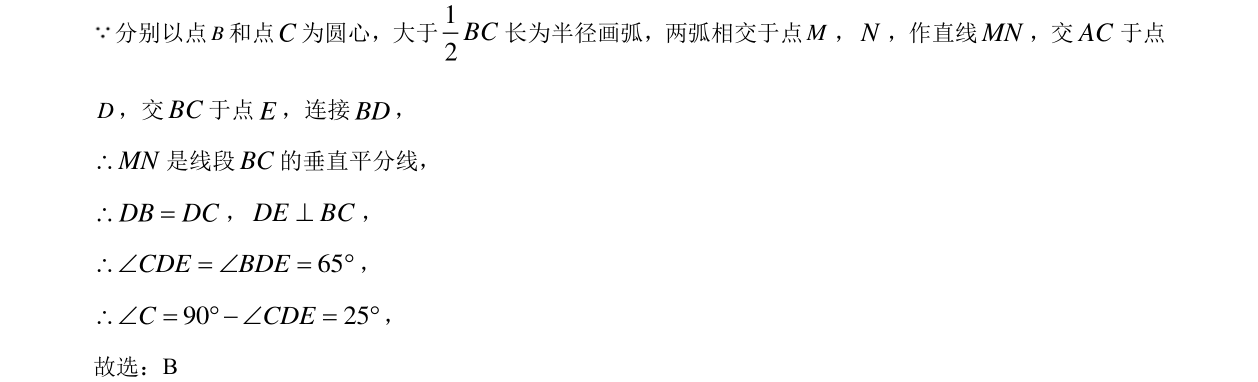 ∵分别以点B和点C为圆心，大于\frac{1}{2}BC长为半径画弧，两弧相交于点M，N，作直线MN，交AC于点
D，交BC于点E，连接BD，
∴MN是线段BC的垂直平分线，
∴DB=DC，DE⊥BC，
∴∠CDE=∠BDE=65°，
∴∠C=90°−∠CDE=25°，
故选：B